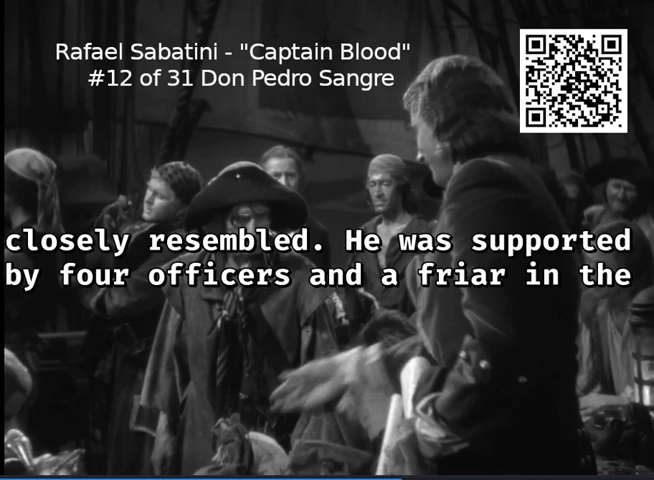 Rafael Sabatini - "Captain Blood"
#12 of 31 Don Pedro Sangre
closely resembled. He was supported
by four officers and a friar in the